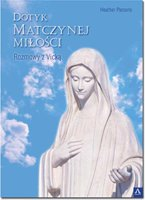 Heather Parsons
DOTYK
MATCZYNEJ
MIŁOŚCI
Rozmowy z Vicką
A